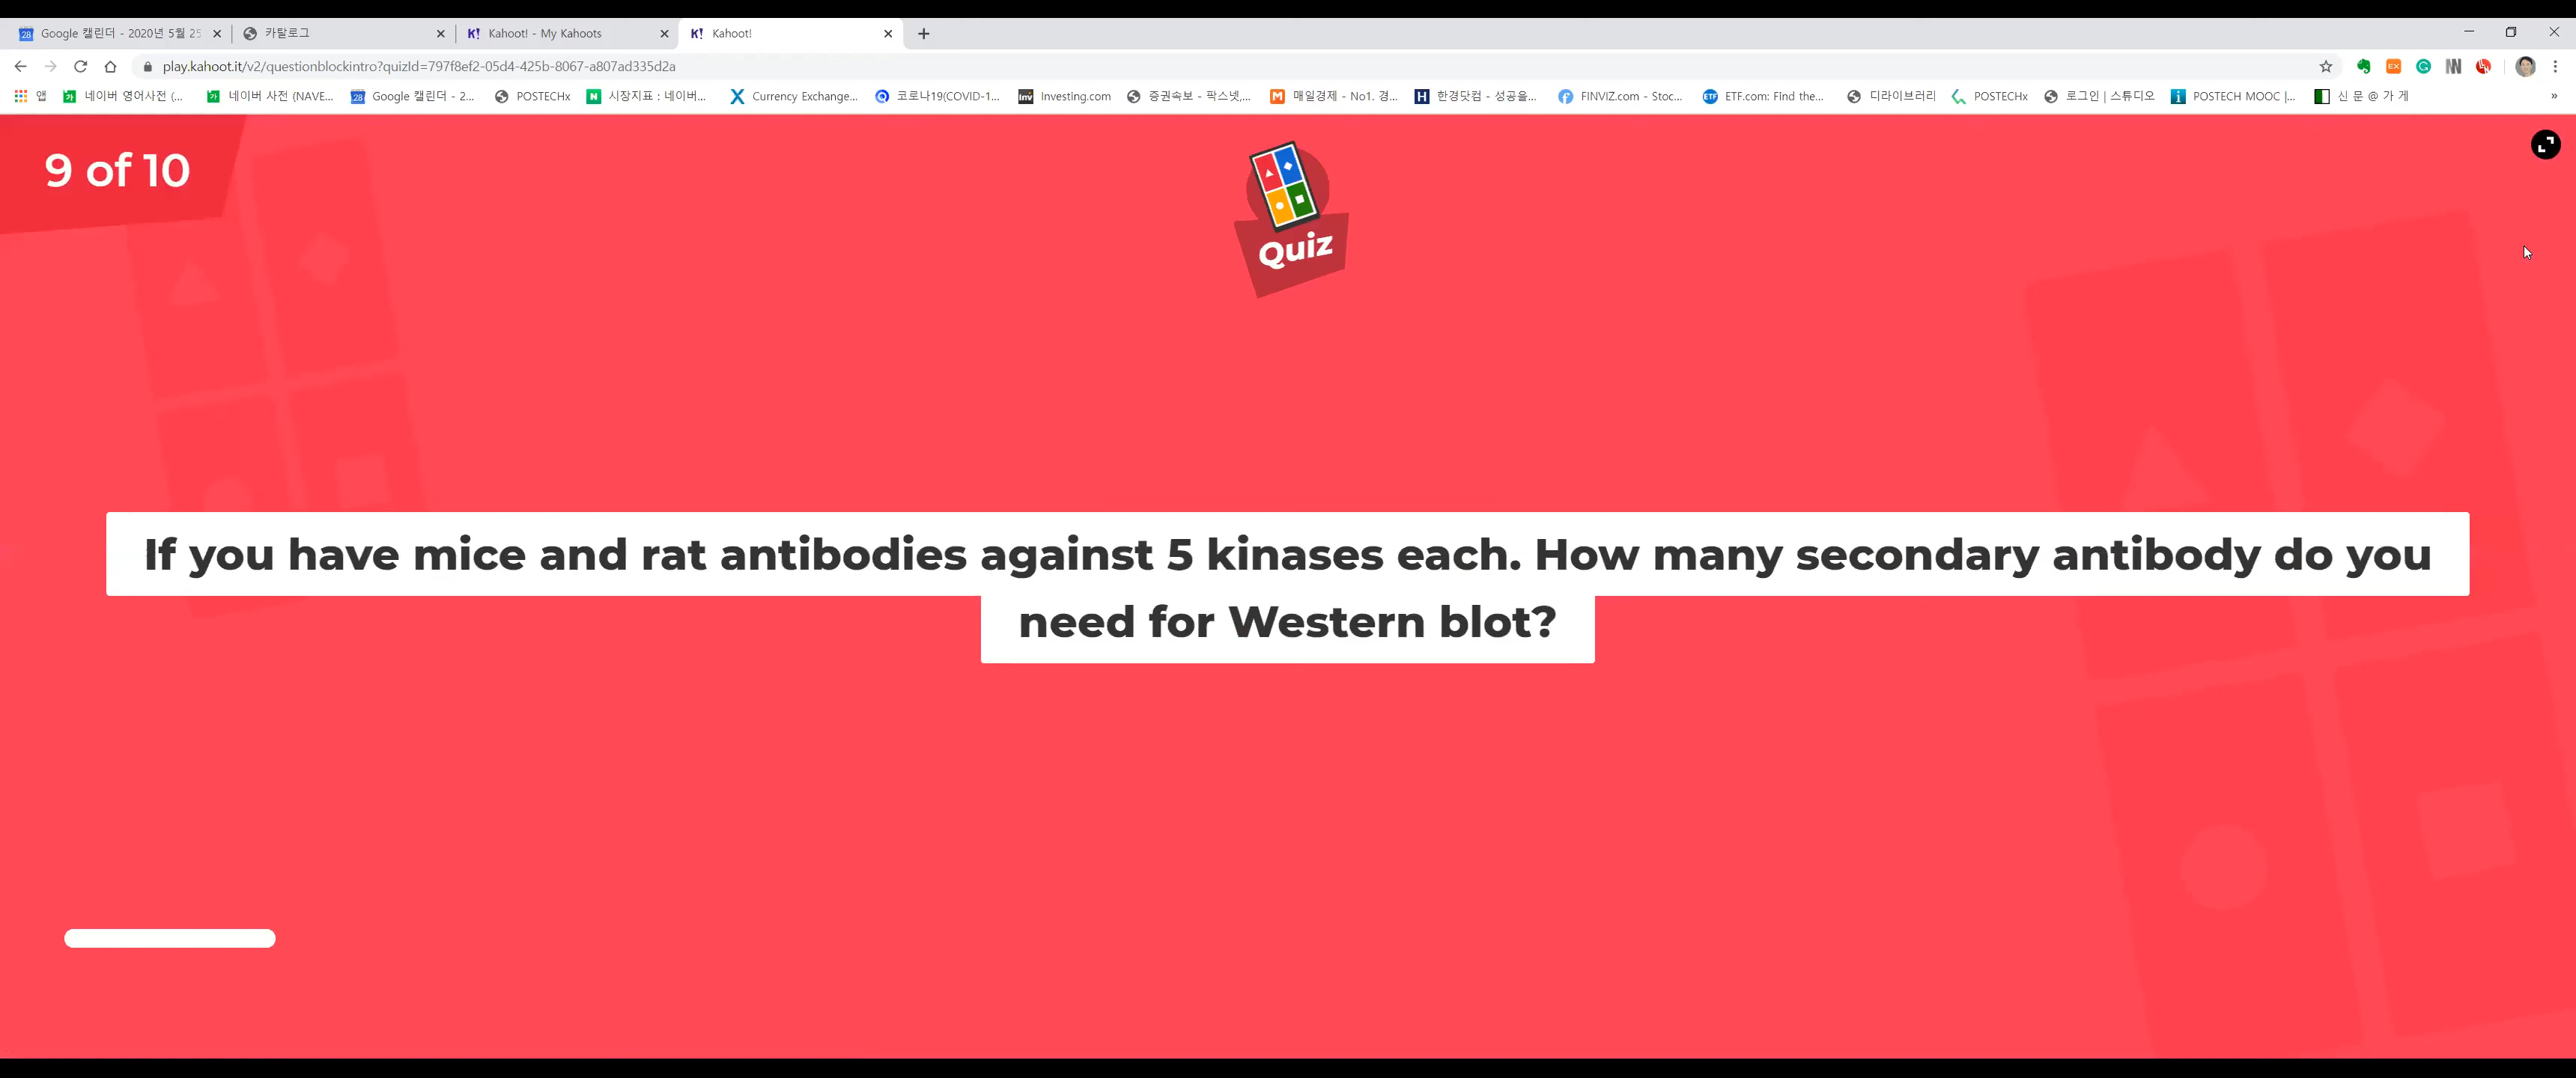 28 Google 캘린더 - 2020년 5월 25
카탈로그
K! Kahoot! - My Kahoots
K! Kahoot!
play.kahoot.it/v2/questionblockintro?quizId=797f8ef2-05d4-425b-8067-a807ad335d2a
앱 네이버 영어사전 (... 네이버 사전 (NAVE... 28 Google 캘린더 - 2... POSTECHx N 시장지표 : 네이버... X Currency Exchange... 코로나19(COVID-1... Inv Investing.com 증권속보 - 팍스넷,... M 매일경제 - No1. 경... H 한경닷컴 - 성공을... FINVIZ.com - Stoc... ETF ETF.com: Find the... 디라이브러리 POSTECHx 로그인 | 스튜디오 POSTECH MOOC |... 신 문 @ 가 게 »
9 of 10
Quiz
If you have mice and rat antibodies against 5 kinases each. How many secondary antibody do you
need for Western blot?